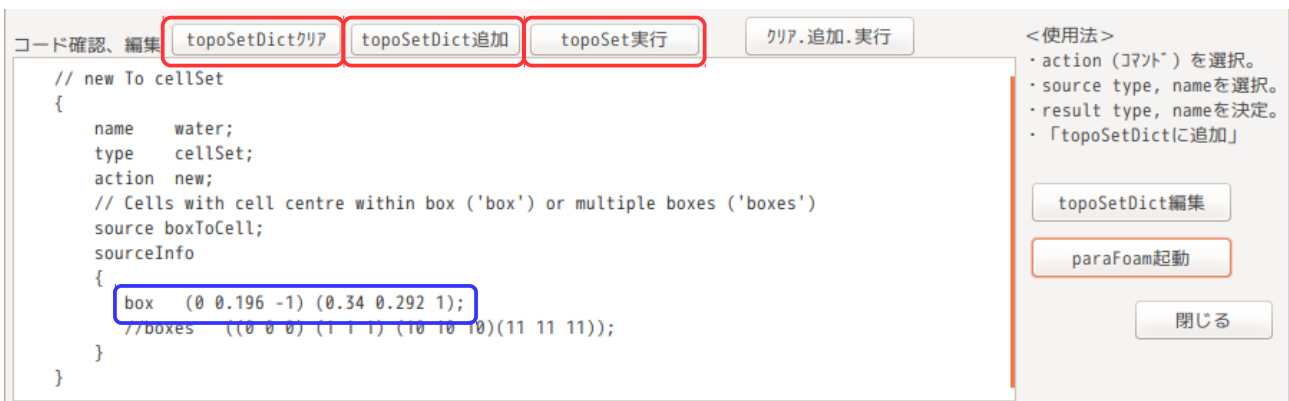 コード確認、編集 topoSetDictｸﾘｱ topoSetDict追加 topoSet実行 ｸﾘｱ.追加.実行
// new To cellSet
{
name water;
type cellSet;
action new;
// Cells with cell centre within box ('box') or multiple boxes ('boxes')
source boxToCell;
sourceInfo
{
box (0 0.196 -1) (0.34 0.292 1);
//boxes ((0 0 0) (1 1 1) (10 10 10)(11 11 11));
}
}
<使用法>
・action (ｺﾏﾝﾄﾞ) を選択。
・source type, nameを選択。
・result type, nameを決定。
・「topoSetDictに追加」
topoSetDict編集
paraFoam起動
閉じる